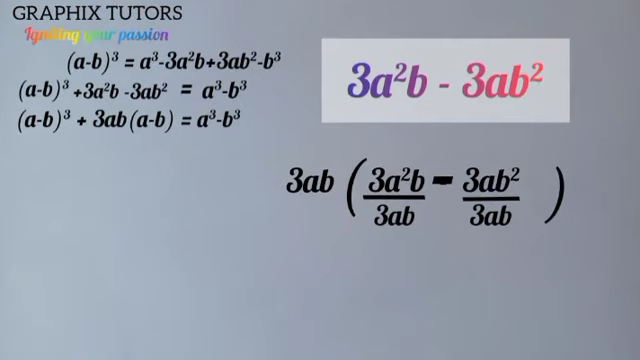 GRAPHIX TUTORS
Igniting your passion
(a-b)³ = a³-3a²b+3ab²-b³
(a-b)³ +3a²b -3ab² = a³-b³
(a-b)³ + 3ab(a-b) = a³-b³
3a²b - 3ab²
3ab ( 3a²b/3ab - 3ab²/3ab )